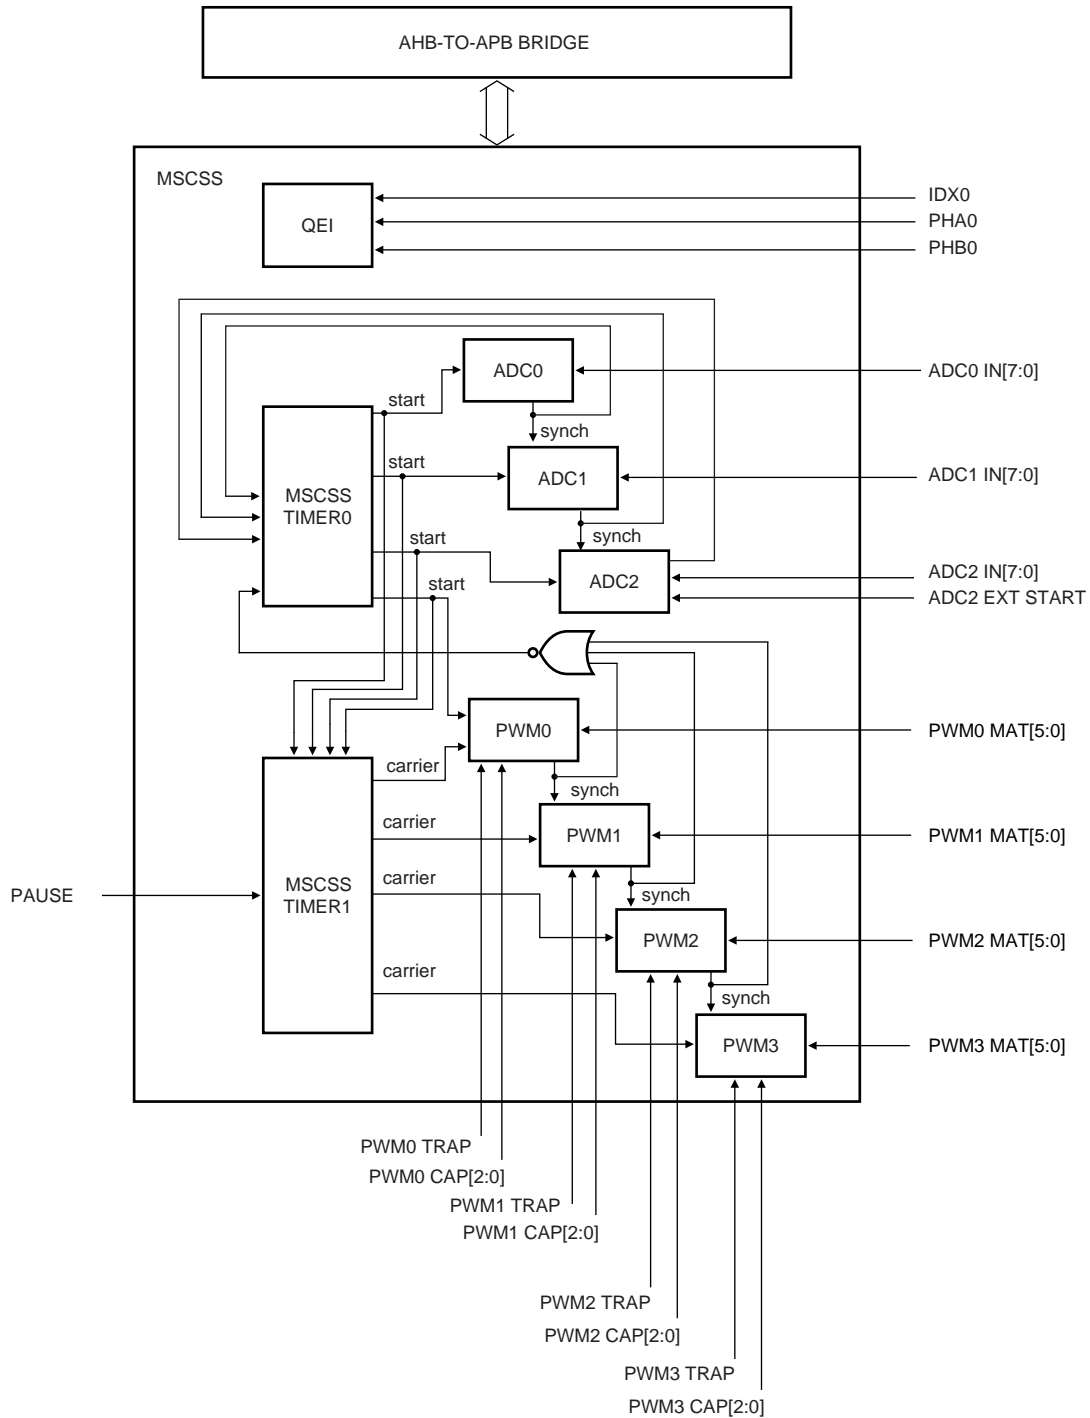 AHB-TO-APB BRIDGE
MSCSS
QEI
IDX0
PHA0
PHB0
ADC0
ADC0 IN[7:0]
start
synch
start
ADC1
ADC1 IN[7:0]
MSCSS
TIMER0
start
synch
ADC2
ADC2 IN[7:0]
ADC2 EXT START
start
PWM0
PWM0 MAT[5:0]
carrier
synch
carrier
PWM1
PWM1 MAT[5:0]
PAUSE
MSCSS
TIMER1
carrier
synch
PWM2
PWM2 MAT[5:0]
carrier
synch
PWM3
PWM3 MAT[5:0]
PWM0 TRAP
PWM0 CAP[2:0]
PWM1 TRAP
PWM1 CAP[2:0]
PWM2 TRAP
PWM2 CAP[2:0]
PWM3 TRAP
PWM3 CAP[2:0]